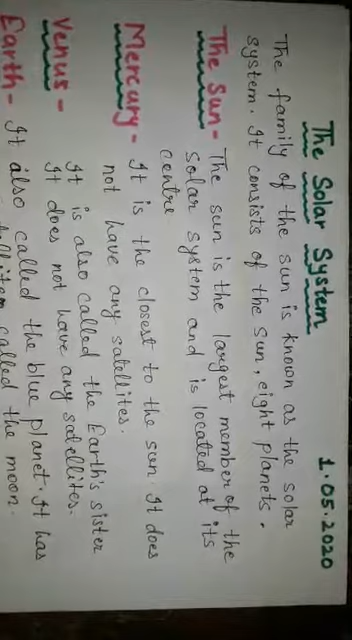 1.05.2020
The Solar System
The family of the sun is known as the solar
system. It consists of the sun, eight planets.
The Sun - The sun is the largest member of the
solar system and is located at its
centre
Mercury - It is the closest to the sun. It does
not have any satellites.
Venus - It is also called the Earth's sister
It does not have any satellites.
Earth - It also called the blue planet. It has
called the moon.